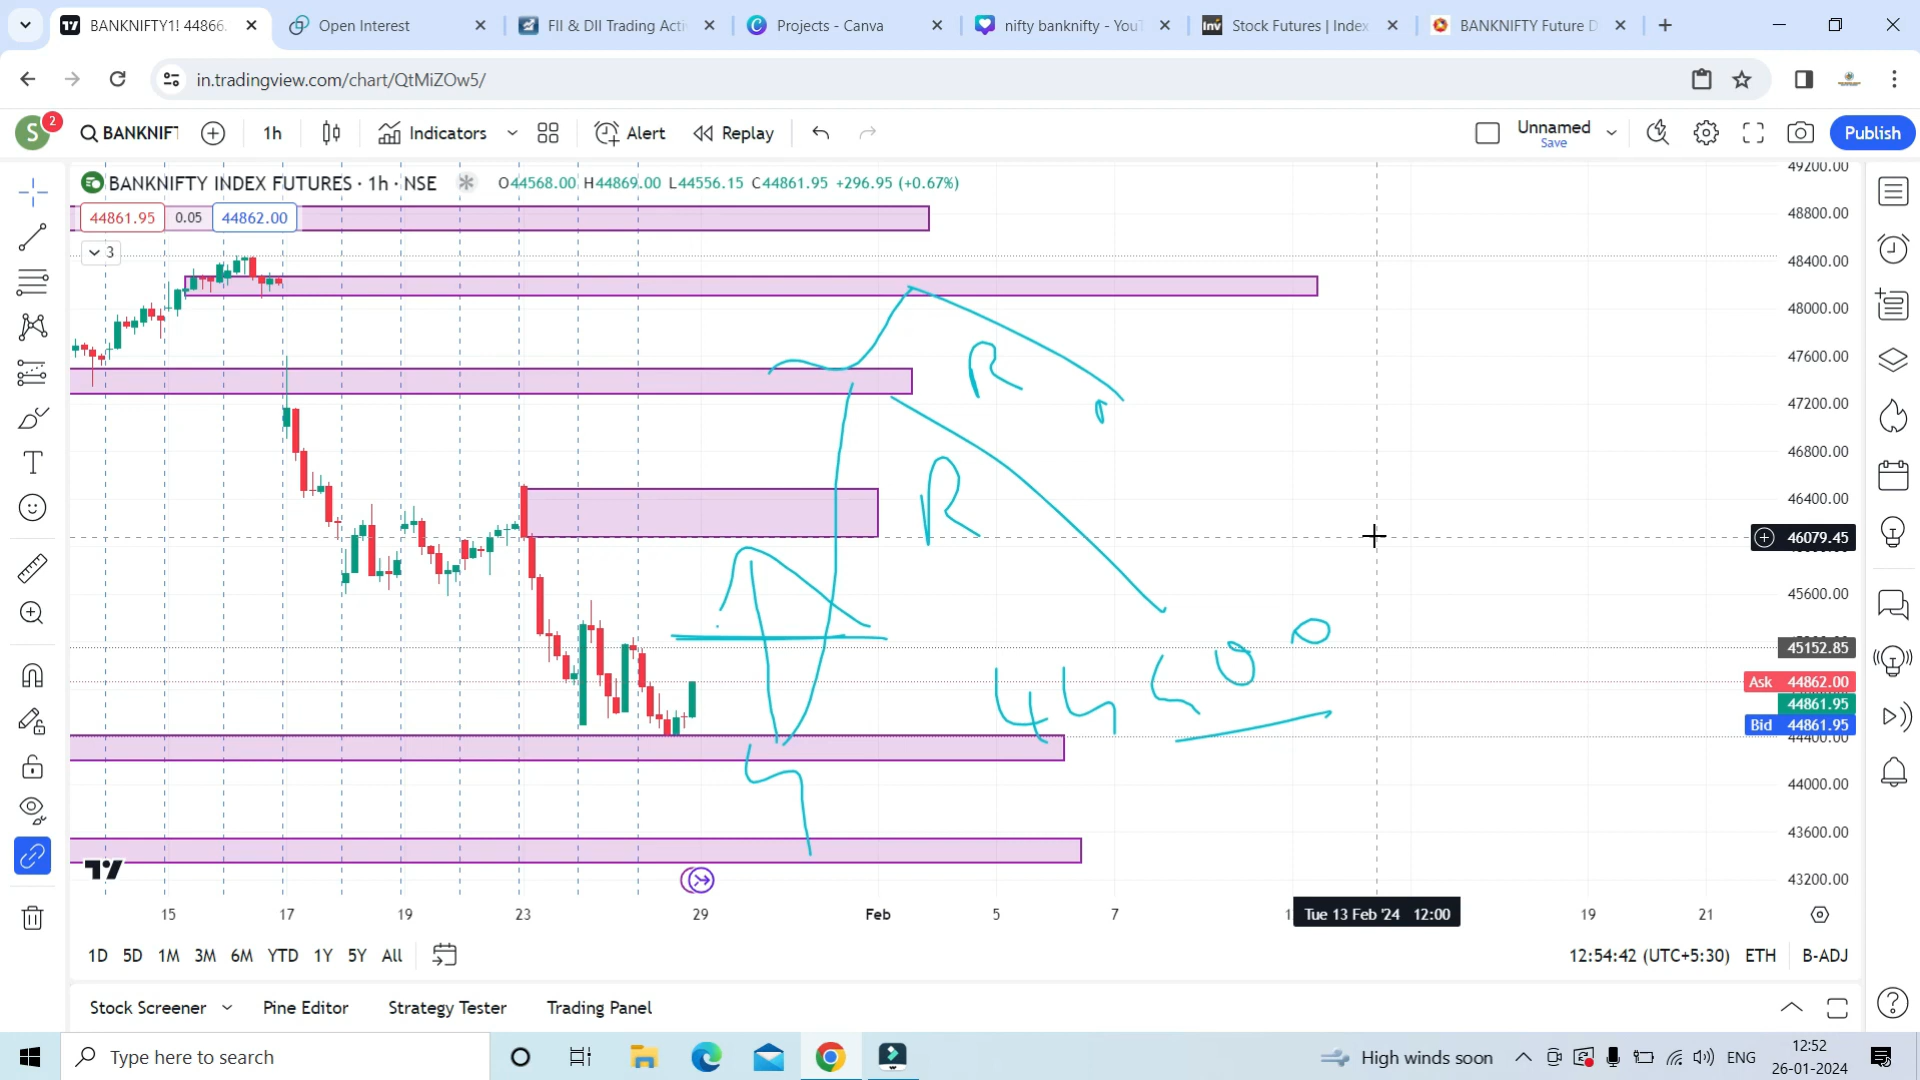 BANKNIFTY1! 44866.
Open Interest
FII & DII Trading Acti
Projects - Canva
nifty banknifty - YouT
Stock Futures | Index
BANKNIFTY Future D
in.tradingview.com/chart/QtMiZOw5/
S 2
BANKNIFT
1h
Indicators
Alert
Replay
Unnamed
Save
Publish
BANKNIFTY INDEX FUTURES · 1h · NSE
O44568.00 H44869.00 L44556.15 C44861.95 +296.95 (+0.67%)
44861.95 0.05 44862.00
3
49200.00
48800.00
48400.00
48000.00
47600.00
47200.00
46800.00
46400.00
46079.45
45600.00
45152.85
Ask 44862.00
44861.95
Bid 44861.95
44400.00
44000.00
43600.00
43200.00
R
R
15 17 19 23 29 Feb 5 7 Tue 13 Feb '24 12:00 19 21
1D 5D 1M 3M 6M YTD 1Y 5Y All
12:54:42 (UTC+5:30) ETH B-ADJ
Stock Screener Pine Editor Strategy Tester Trading Panel
Type here to search
High winds soon
ENG
12:52
26-01-2024